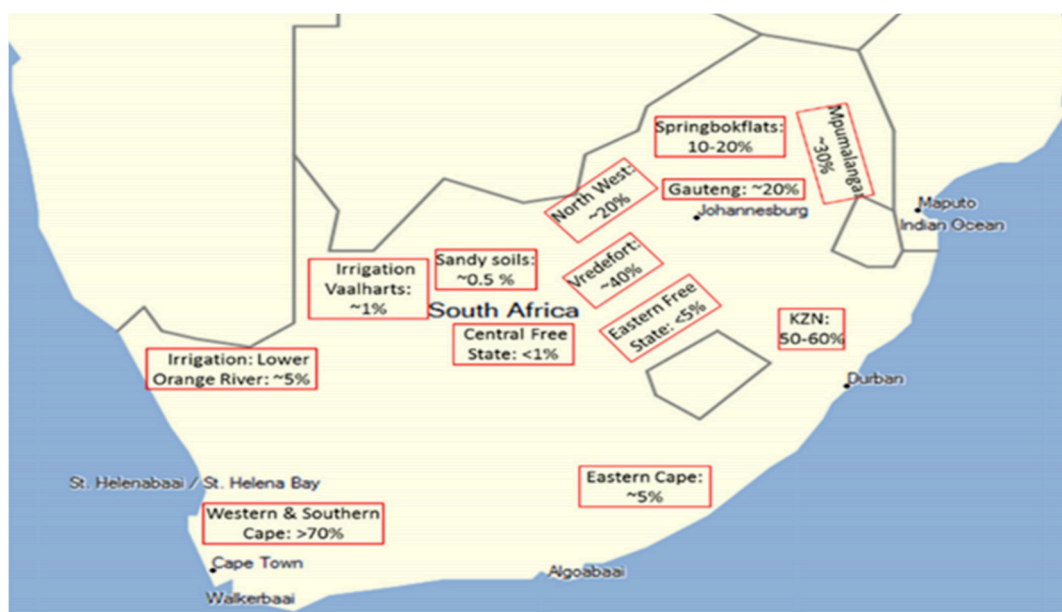 Springbokflats:
10-20%
Mpumalanga:
~30%
North West:
~20%
Gauteng: ~20%
Johannesburg
Maputo
Indian Ocean
Irrigation
Vaalharts:
~1%
Sandy soils:
~0.5 %
Vredefort:
~40%
South Africa
Eastern Free
State: <5%
Central Free
State: <1%
KZN:
50-60%
Irrigation: Lower
Orange River: ~5%
Durban
St. Helenabaai / St. Helena Bay
Eastern Cape:
~5%
Western & Southern
Cape: >70%
Cape Town
Algoabaai
Walkerbaai